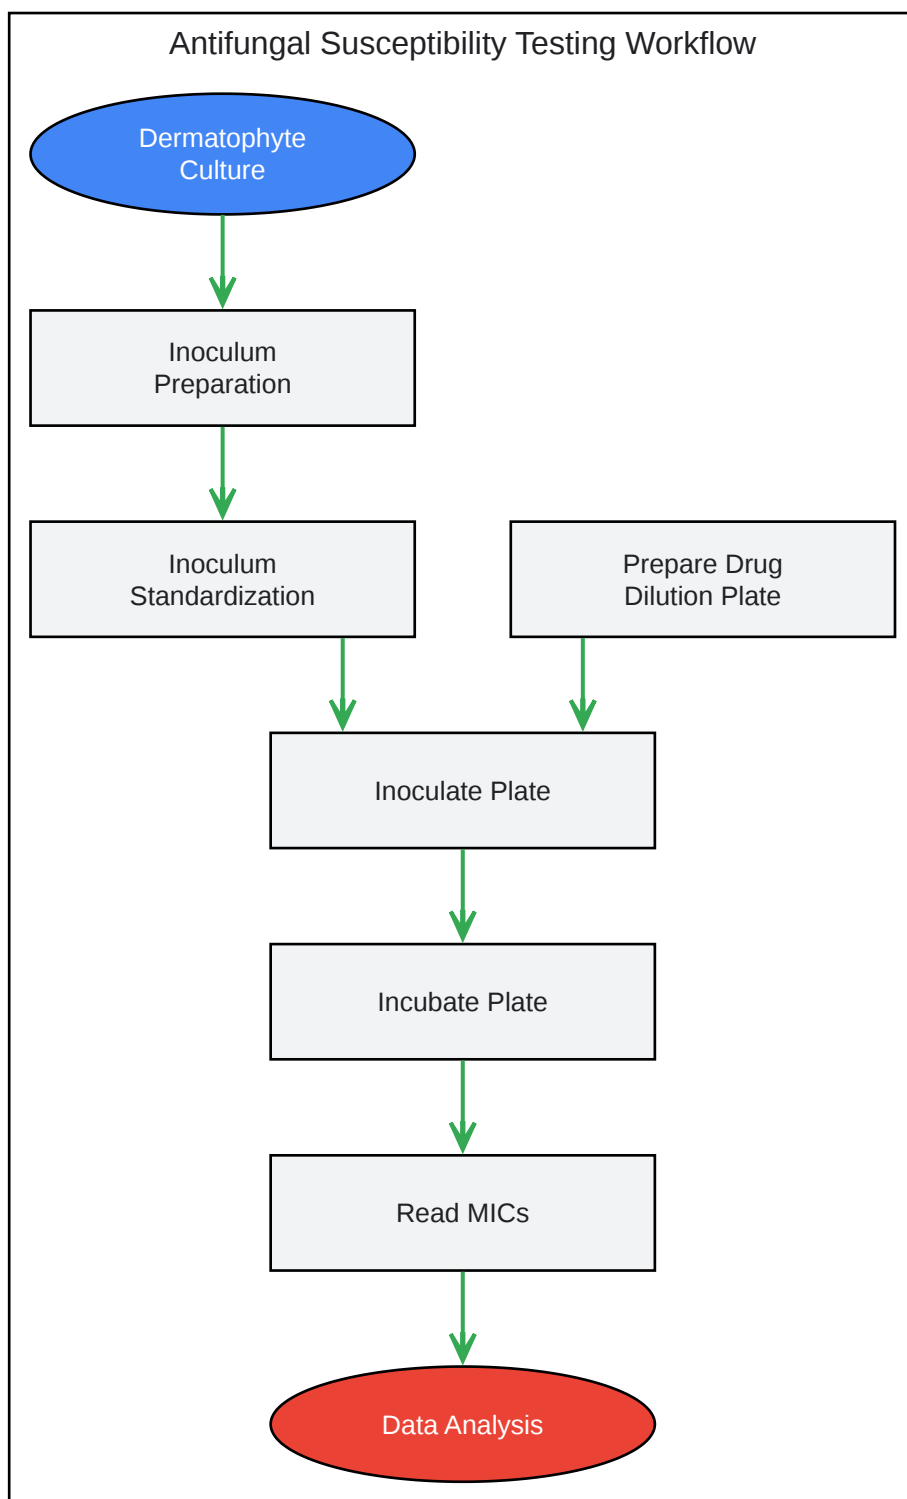 Antifungal Susceptibility Testing Workflow
Dermatophyte
Culture
Inoculum
Preparation
Inoculum
Standardization
Prepare Drug
Dilution Plate
Inoculate Plate
Incubate Plate
Read MICs
Data Analysis